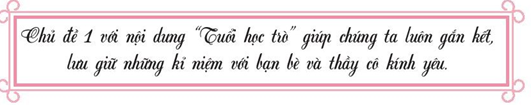 Chủ đề 1 với nội dung “Tuổi học trò” giúp chúng ta luôn gắn kết,
lưu giữ những kỉ niệm với bạn bè và thầy cô kính yêu.